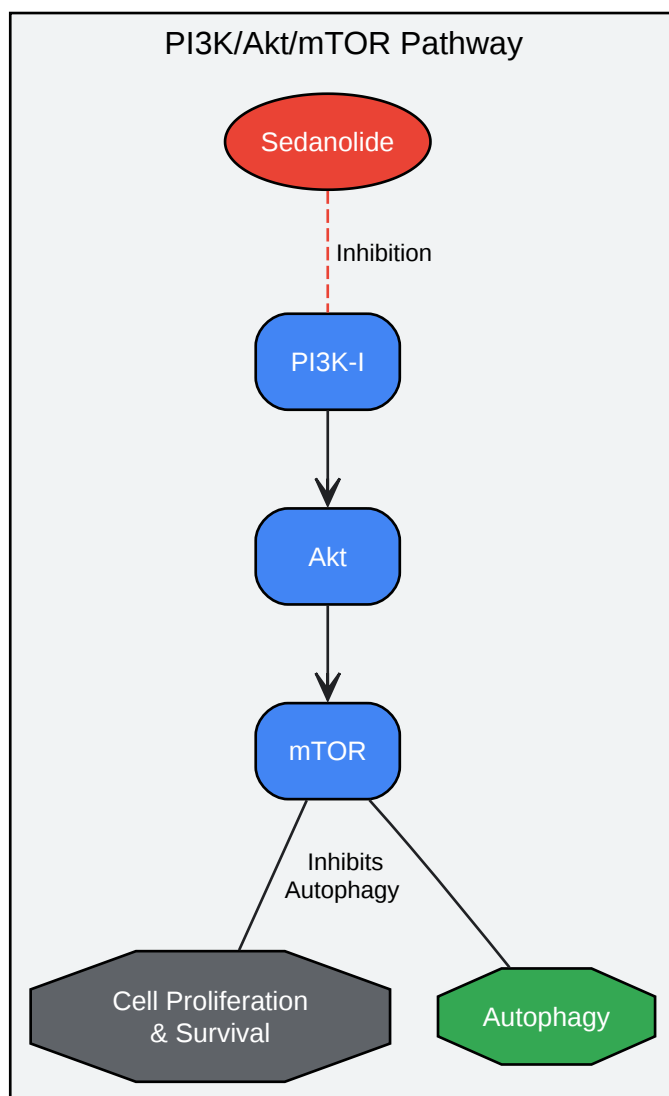 PI3K/Akt/mTOR Pathway
Sedanolide
Inhibition
PI3K-I
Akt
mTOR
Inhibits
Autophagy
Cell Proliferation
& Survival
Autophagy